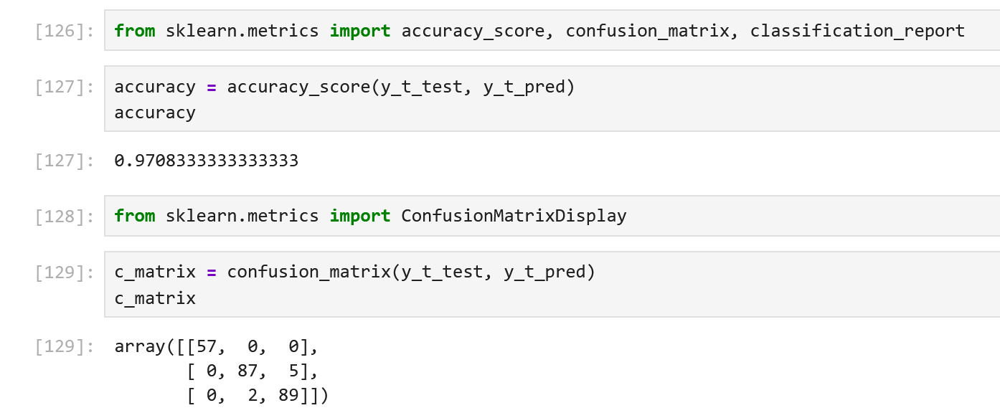 [126]: from sklearn.metrics import accuracy_score, confusion_matrix, classification_report
[127]: accuracy = accuracy_score(y_t_test, y_t_pred)
accuracy
[127]: 0.9708333333333333
[128]: from sklearn.metrics import ConfusionMatrixDisplay
[129]: c_matrix = confusion_matrix(y_t_test, y_t_pred)
c_matrix
[129]: array([[57,  0,  0],
       [ 0, 87,  5],
       [ 0,  2, 89]])